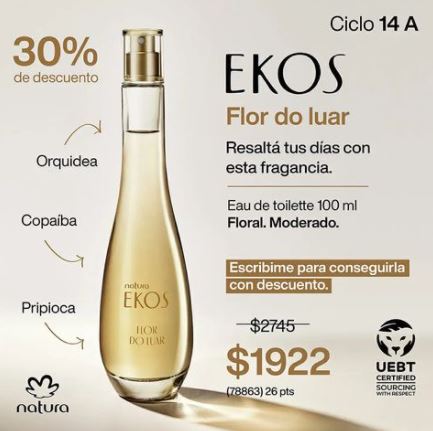 30%
de descuento
Orquidea
Copaíba
Pripioca
natura
natura
EKOS
FLOR
DO LUAR
Ciclo 14 A
EKOS
Flor do luar
Resaltá tus días con
esta fragancia.
Eau de toilette 100 ml
Floral. Moderado.
Escribime para conseguirla
con descuento.
$2745
$1922
(78863) 26 pts
UEBT
CERTIFIED
SOURCING
WITH RESPECT